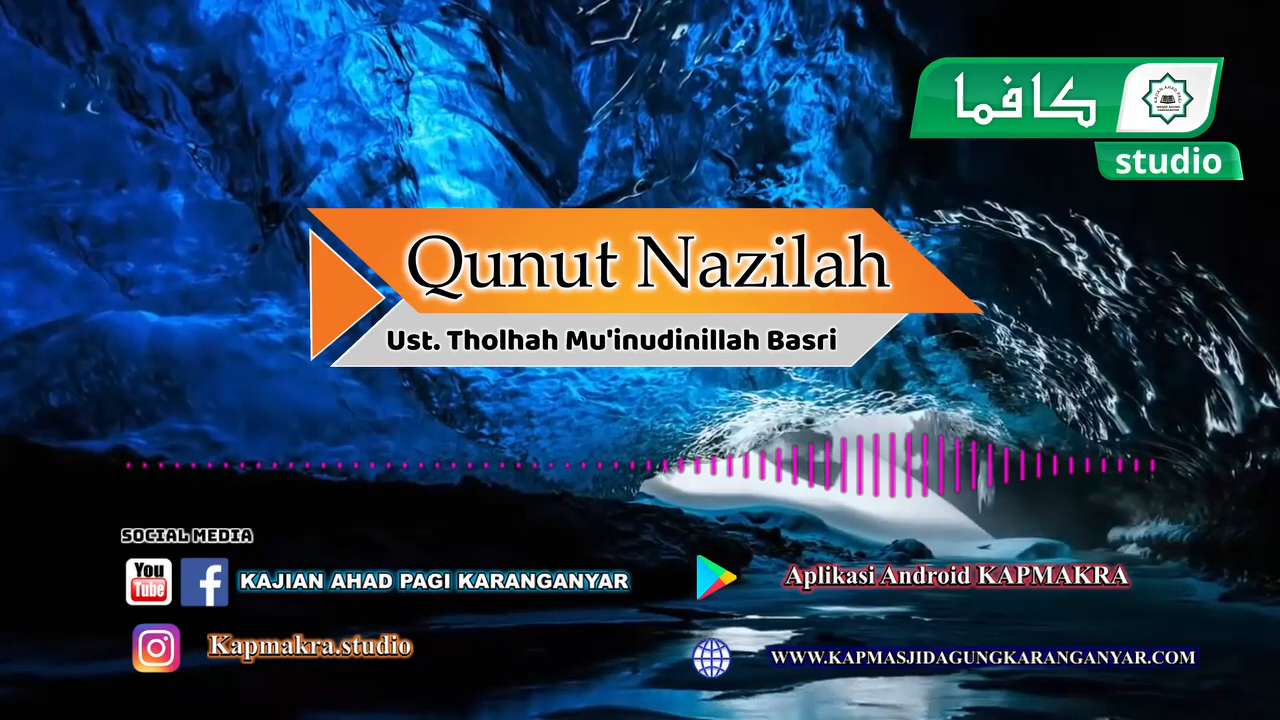 كافما
studio
Qunut Nazilah
Ust. Tholhah Mu'inudinillah Basri
SOCIAL MEDIA
You
Tube
KAJIAN AHAD PAGI KARANGANYAR
Aplikasi Android KAPMAKRA
Kapmakra.studio
WWW.KAPMASJIDAGUNGKARANGANYAR.COM